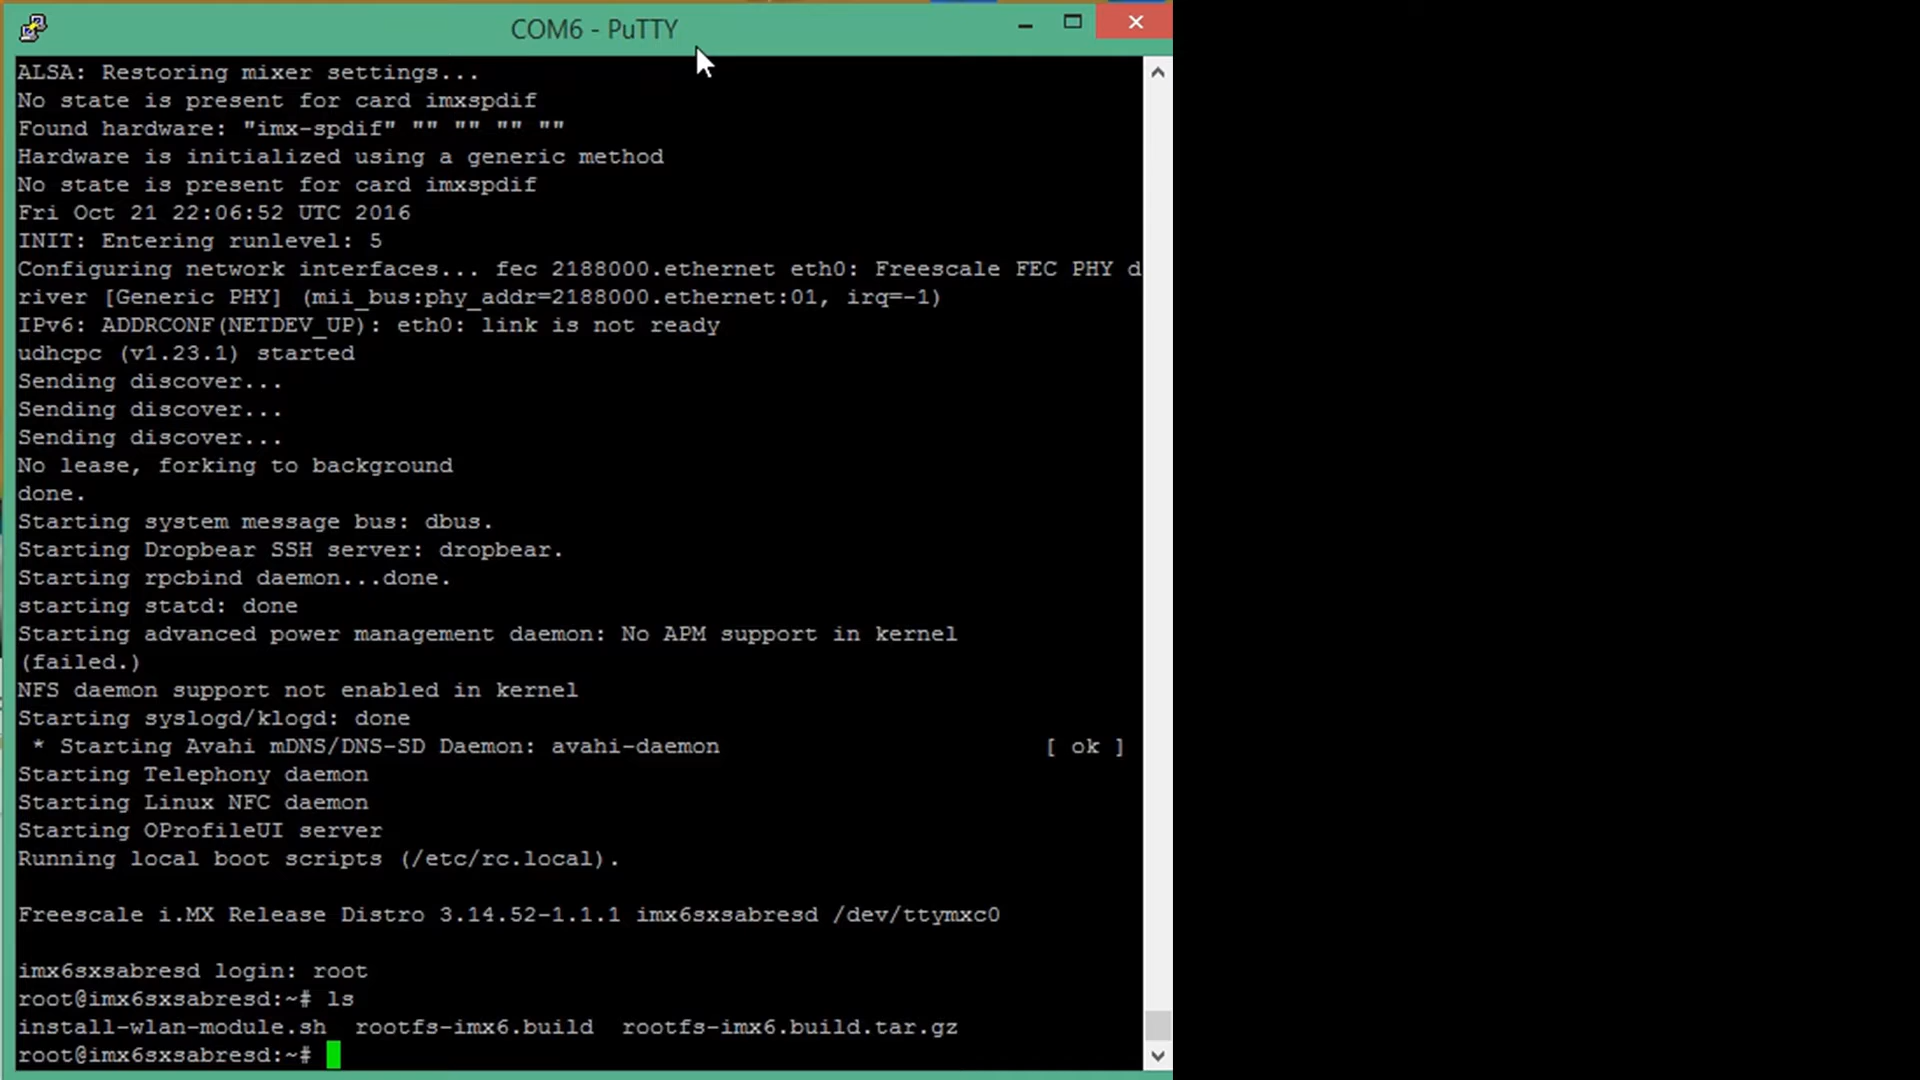 COM6 - PuTTY
ALSA: Restoring mixer settings...
No state is present for card imxspdif
Found hardware: "imx-spdif" "" "" "" ""
Hardware is initialized using a generic method
No state is present for card imxspdif
Fri Oct 21 22:06:52 UTC 2016
INIT: Entering runlevel: 5
Configuring network interfaces... fec 2188000.ethernet eth0: Freescale FEC PHY d
river [Generic PHY] (mii_bus:phy_addr=2188000.ethernet:01, irq=-1)
IPv6: ADDRCONF(NETDEV_UP): eth0: link is not ready
udhcpc (v1.23.1) started
Sending discover...
Sending discover...
Sending discover...
No lease, forking to background
done.
Starting system message bus: dbus.
Starting Dropbear SSH server: dropbear.
Starting rpcbind daemon...done.
starting statd: done
Starting advanced power management daemon: No APM support in kernel
(failed.)
NFS daemon support not enabled in kernel
Starting syslogd/klogd: done
 * Starting Avahi mDNS/DNS-SD Daemon: avahi-daemon [ ok ]
Starting Telephony daemon
Starting Linux NFC daemon
Starting OProfileUI server
Running local boot scripts (/etc/rc.local).
Freescale i.MX Release Distro 3.14.52-1.1.1 imx6sxsabresd /dev/ttymxc0
imx6sxsabresd login: root
root@imx6sxsabresd:~# ls
install-wlan-module.sh  rootfs-imx6.build  rootfs-imx6.build.tar.gz
root@imx6sxsabresd:~#